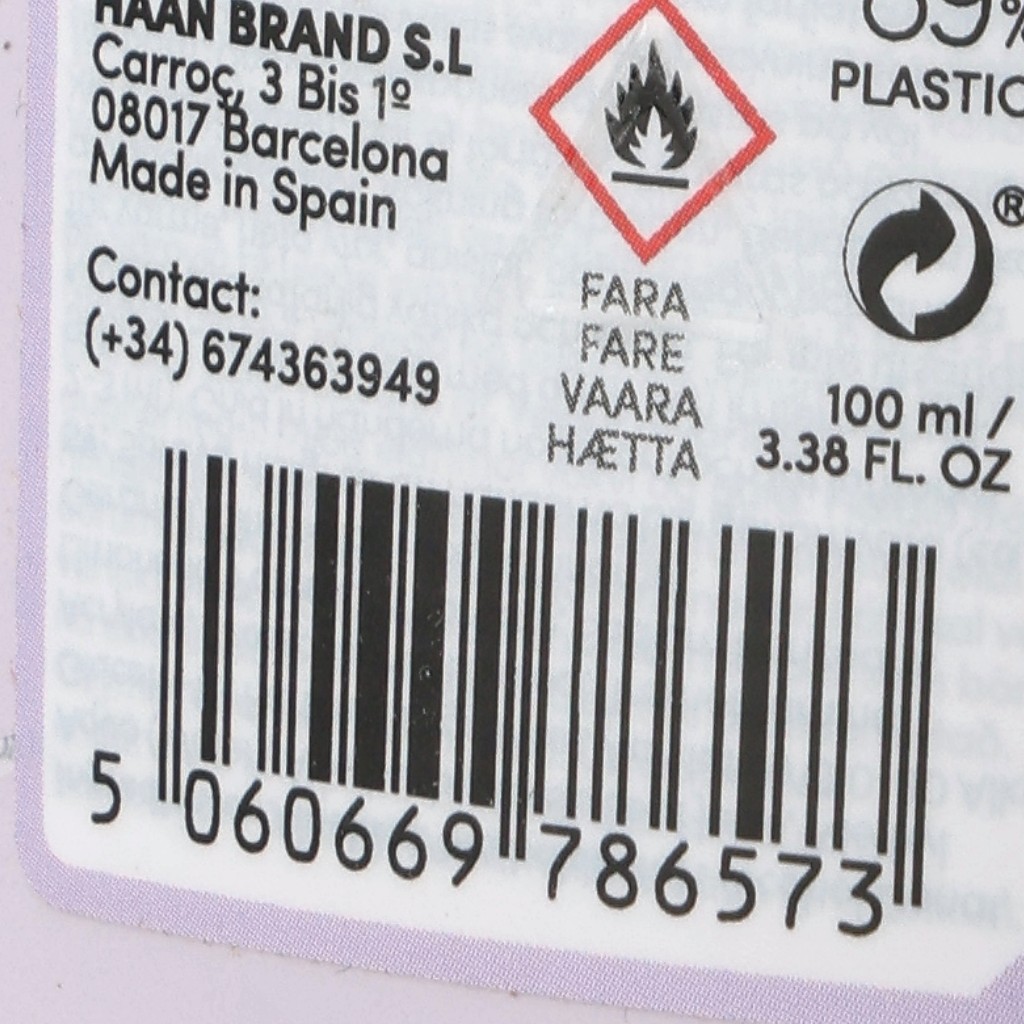 HAAN BRAND S.L
Carroç, 3 Bis 1º
08017 Barcelona
Made in Spain
Contact:
(+34) 674363949
FARA
FARE
VAARA
HÆTTA
PLASTIC
®
100 ml /
3.38 FL. OZ
5 060669 786573